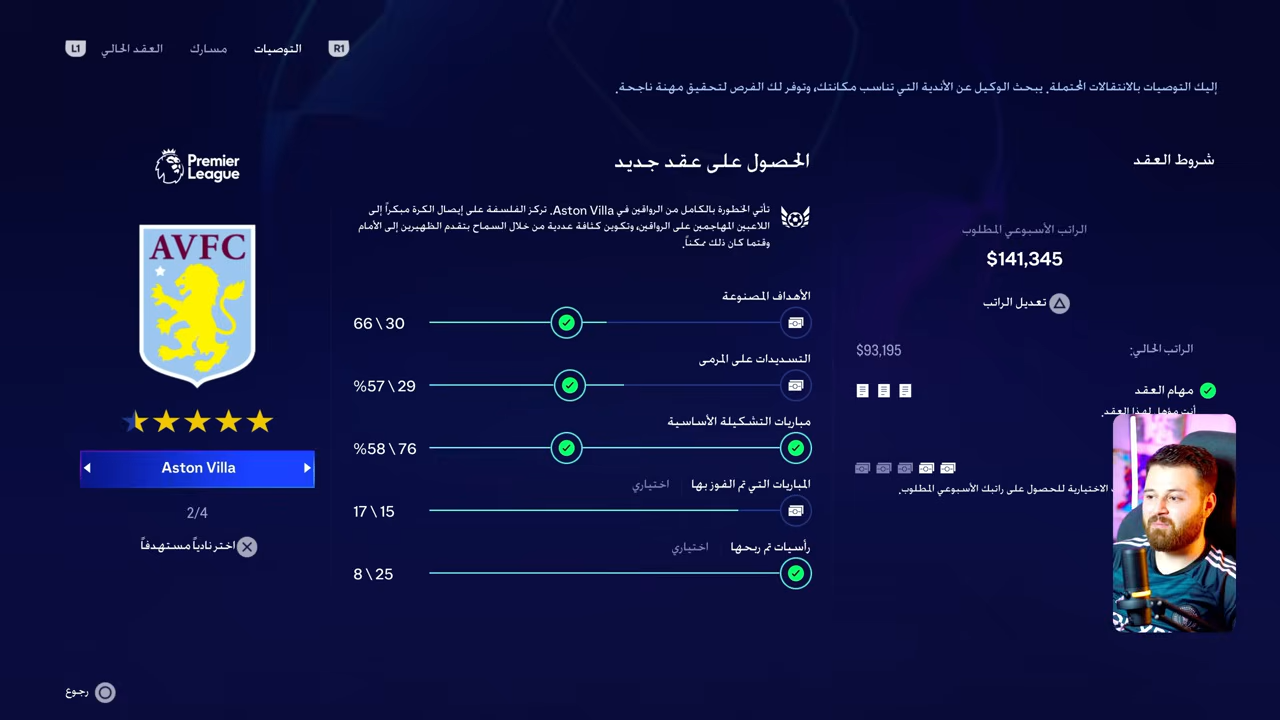 L1 العقد الحالي مسارك التوصيات R1
إليك التوصيات بالانتقالات المحتملة. يبحث الوكيل عن الأندية التي تناسب مكانتك، وتوفر لك الفرص لتحقيق مهنة ناجحة.
شروط العقد
الراتب الأسبوعي المطلوب
$141,345
تعديل الراتب
الراتب الحالي:
$93,195
مهام العقد
أنت مؤهل لهذا العقد.
الاختيارية للحصول على راتبك الأسبوعي المطلوب.
الحصول على عقد جديد
تأتي الخطورة بالكامل من الرواقين في Aston Villa. تركز الفلسفة على إيصال الكرة مبكراً إلى
اللاعبين المهاجمين على الرواقين، وتكوين كثافة عددية من خلال السماح بتقدم الظهيرين إلى الأمام
وقتما كان ذلك ممكناً.
الأهداف المصنوعة
66 \ 30
التسديدات على المرمى
%57 \ 29
مباريات التشكيلة الأساسية
%58 \ 76
المباريات التي تم الفوز بها اختياري
17 \ 15
رأسيات تم ربحها اختياري
8 \ 25
Premier
League
AVFC
Aston Villa
2/4
اختر نادياً مستهدفاً
رجوع